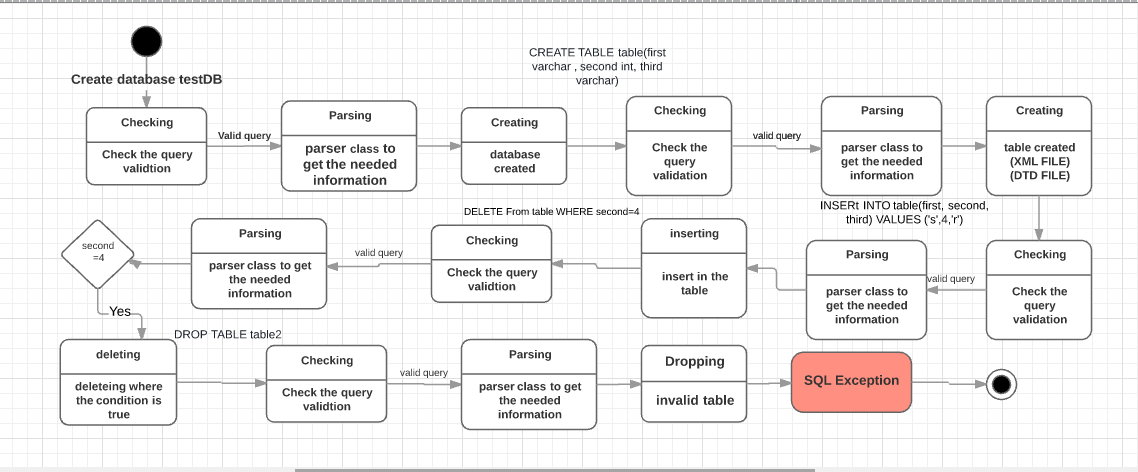 Create database testDB
Checking
Check the query
validtion
Valid query
Parsing
parser class to
get the needed
information
Creating
database
created
CREATE TABLE table(first
varchar , second int, third
varchar)
Checking
Check the
query
validation
valid query
Parsing
parser class to
get the needed
information
Creating
table created
(XML FILE)
(DTD FILE)
INSERt INTO table(first, second,
third) VALUES ('s',4,'r')
Checking
Check the
query
validation
valid query
Parsing
parser class to
get the needed
information
inserting
insert in the
table
DELETE From table WHERE second=4
Checking
Check the query
validtion
valid query
Parsing
parser class to get
the needed
information
second
=4
Yes
deleting
deleteing where
the condition is
true
DROP TABLE table2
Checking
Check the query
validtion
valid query
Parsing
parser class to get
the needed
information
Dropping
invalid table
SQL Exception